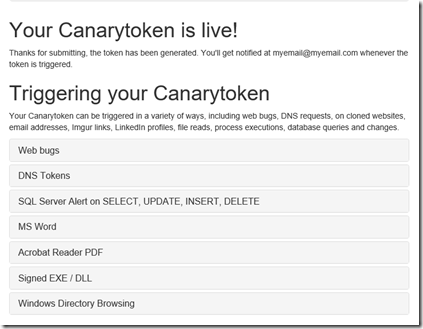 Your Canarytoken is live!
Thanks for submitting, the token has been generated. You'll get notified at myemail@myemail.com whenever the
token is triggered.
Triggering your Canarytoken
Your Canarytoken can be triggered in a variety of ways, including web bugs, DNS requests, on cloned websites,
email addresses, Imgur links, LinkedIn profiles, file reads, process executions, database queries and changes.
Web bugs
DNS Tokens
SQL Server Alert on SELECT, UPDATE, INSERT, DELETE
MS Word
Acrobat Reader PDF
Signed EXE / DLL
Windows Directory Browsing